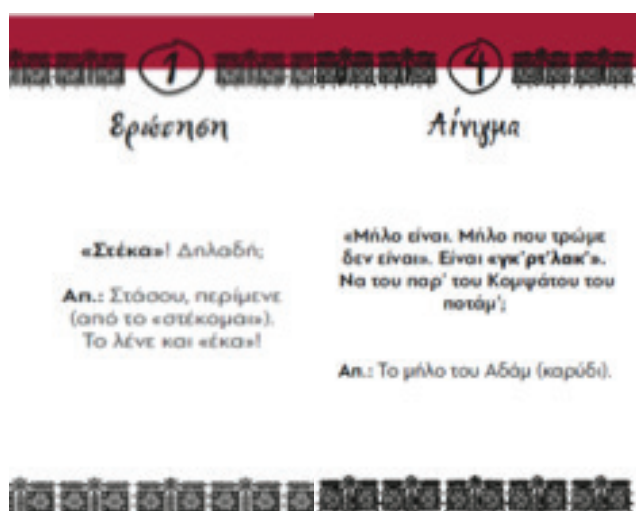 1
Ερώτηση
«Στέκα»! Δηλαδή;
Απ.: Στάσου, περίμενε
(από το «στέκομαι»).
Το λένε και «έκα»!
4
Αίνιγμα
«Μήλο είναι. Μήλο που τρώμε
δεν είναι». Είναι «γκ'ρτ'λακ'».
Να του παρ' του Κομψάτου του
ποτάμ';
Απ.: Το μήλο του Αδάμ (καρύδι).